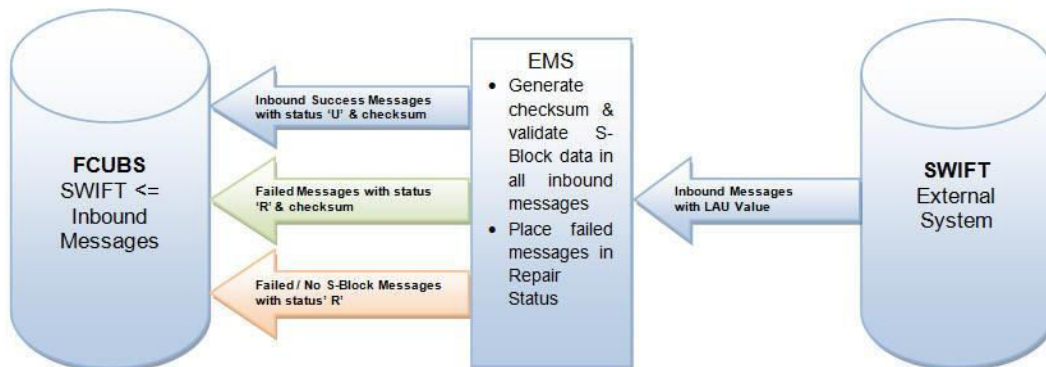 FCUBS
SWIFT <=
Inbound
Messages
Inbound Success Messages
with status 'U' & checksum
Failed Messages with status
'R' & checksum
Failed / No S-Block Messages
with status' R'
EMS
• Generate
checksum &
validate S-
Block data in
all inbound
messages
• Place failed
messages in
Repair
Status
Inbound Messages
with LAU Value
SWIFT
External
System